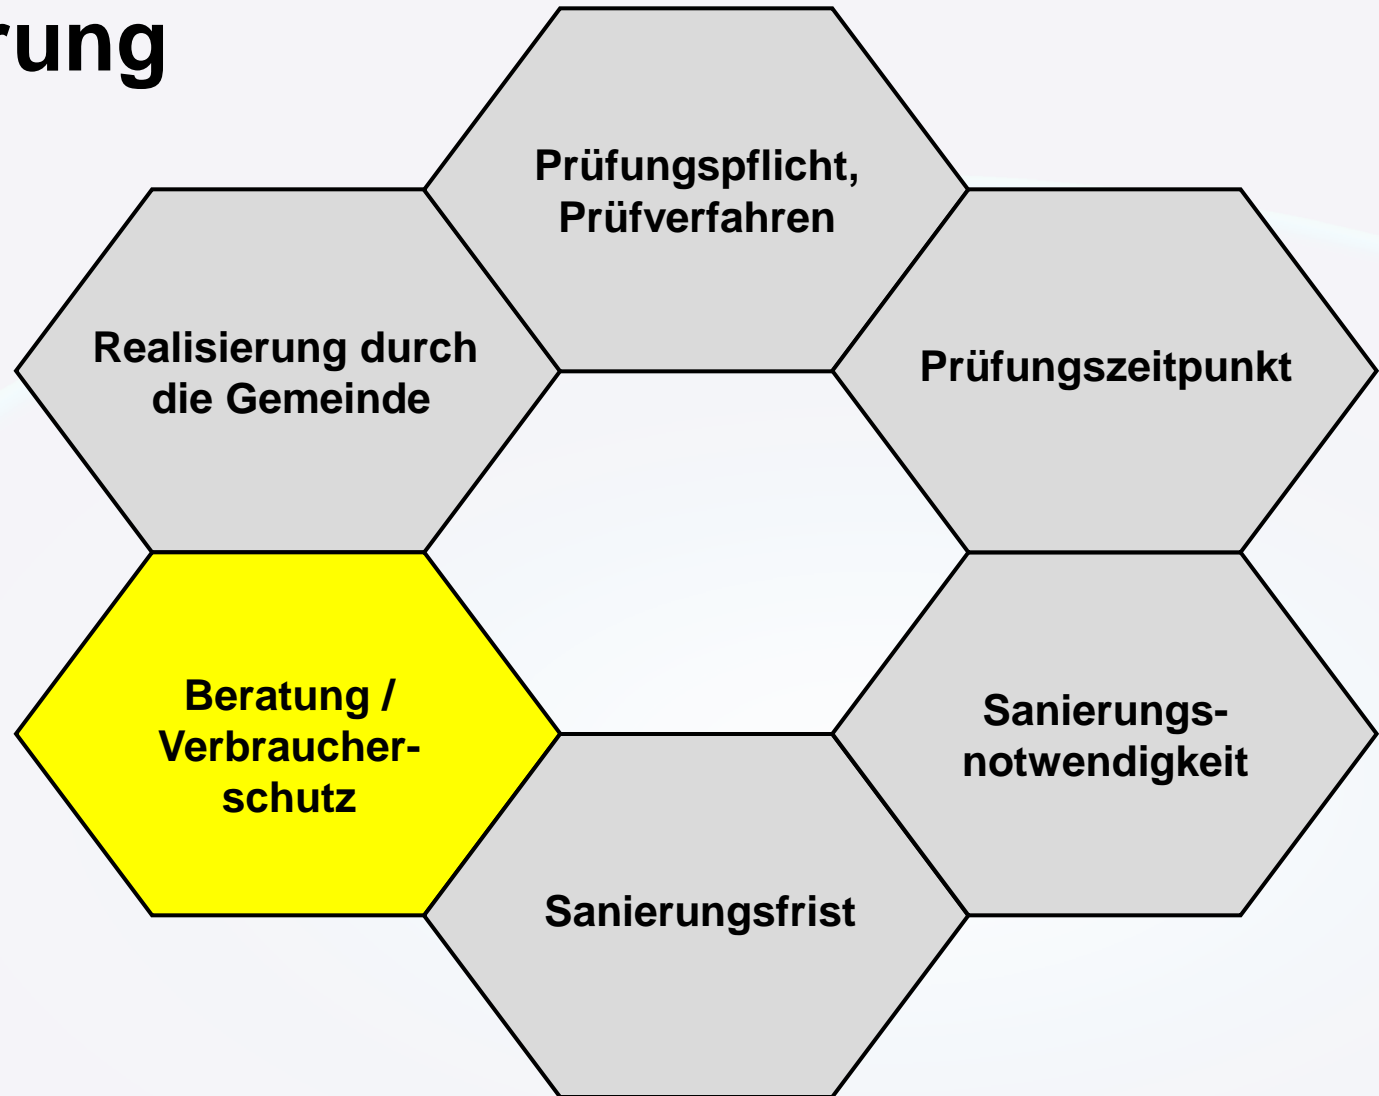 rung
Prüfungspflicht,
Prüfverfahren
Realisierung durch
die Gemeinde
Prüfungszeitpunkt
Beratung /
Verbraucher-
schutz
Sanierungs-
notwendigkeit
Sanierungsfrist